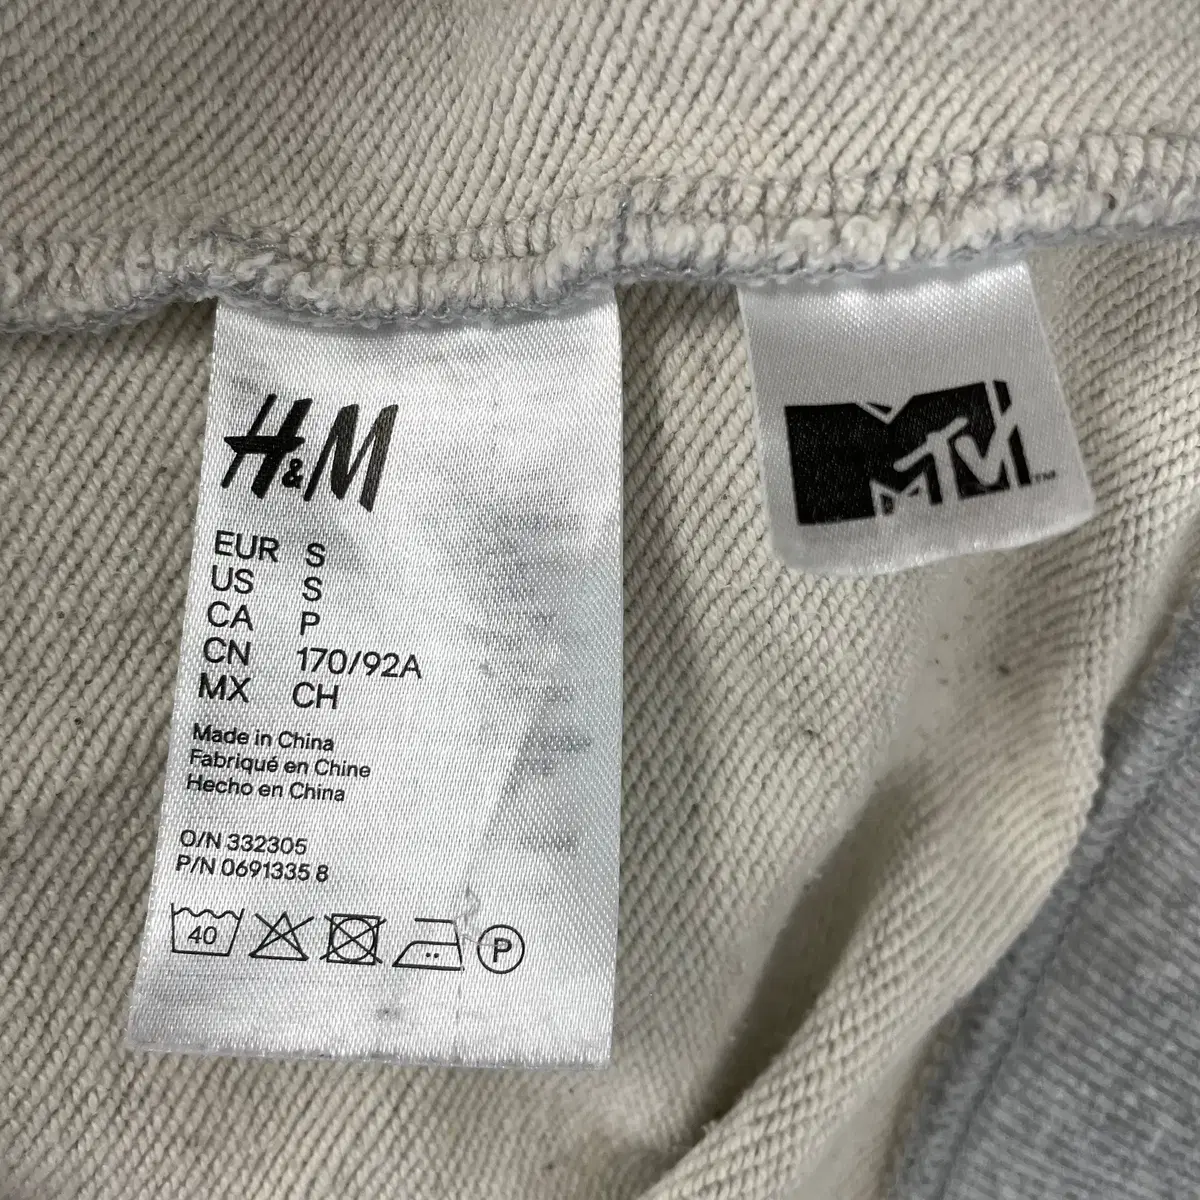 H&M
EUR S
US S
CA P
CN 170/92A
MX CH
Made in China
Fabriqué en Chine
Hecho en China
O/N 332305
P/N 0691335 8
40
P
MTV™